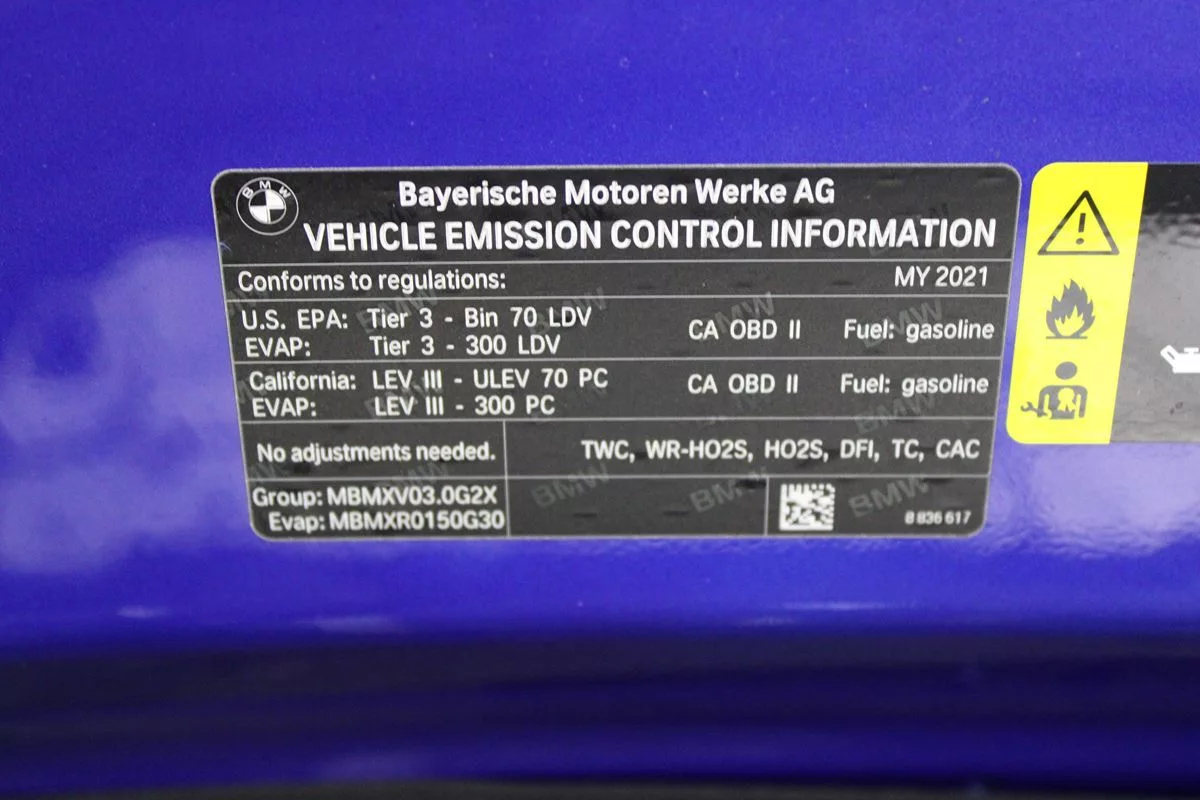 BMW
Bayerische Motoren Werke AG
VEHICLE EMISSION CONTROL INFORMATION
Conforms to regulations: MY 2021
U.S. EPA: Tier 3 - Bin 70 LDV CA OBD II Fuel: gasoline
EVAP: Tier 3 - 300 LDV
California: LEV III - ULEV 70 PC CA OBD II Fuel: gasoline
EVAP: LEV III - 300 PC
No adjustments needed. TWC, WR-HO2S, HO2S, DFI, TC, CAC
Group: MBMXV03.0G2X
Evap: MBMXR0150G30
8 836 617